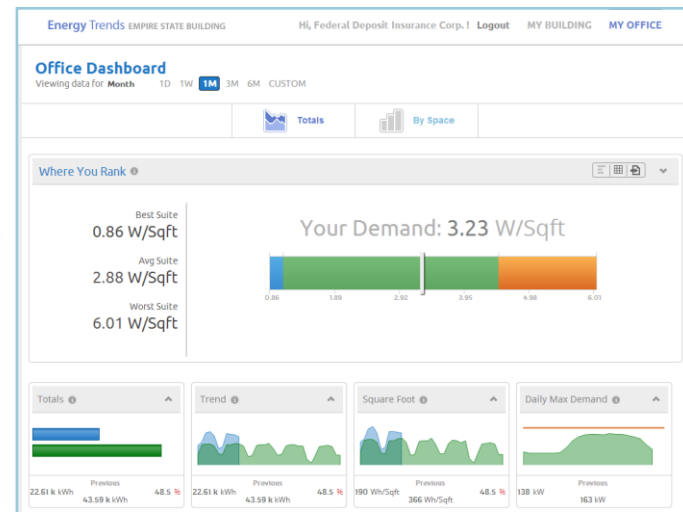 Energy Trends EMPIRE STATE BUILDING Hi, Federal Deposit Insurance Corp. ! Logout MY BUILDING MY OFFICE
Office Dashboard
Viewing data for Month 1D 1W 1M 3M 6M CUSTOM
Totals By Space
Where You Rank
Best Suite
0.86 W/Sqft
Your Demand: 3.23 W/Sqft
Avg Suite
2.88 W/Sqft
Worst Suite
6.01 W/Sqft
0.86 1.89 2.92 3.95 4.98 6.01
Totals Trend Square Foot Daily Max Demand
Previous Previous Previous Previous
22.61 k kWh 48.5 % 22.61 k kWh 48.5 % 190 Wh/Sqft 48.5 % 138 kW
43.59 k kWh 43.59 k kWh 366 Wh/Sqft 163 kW